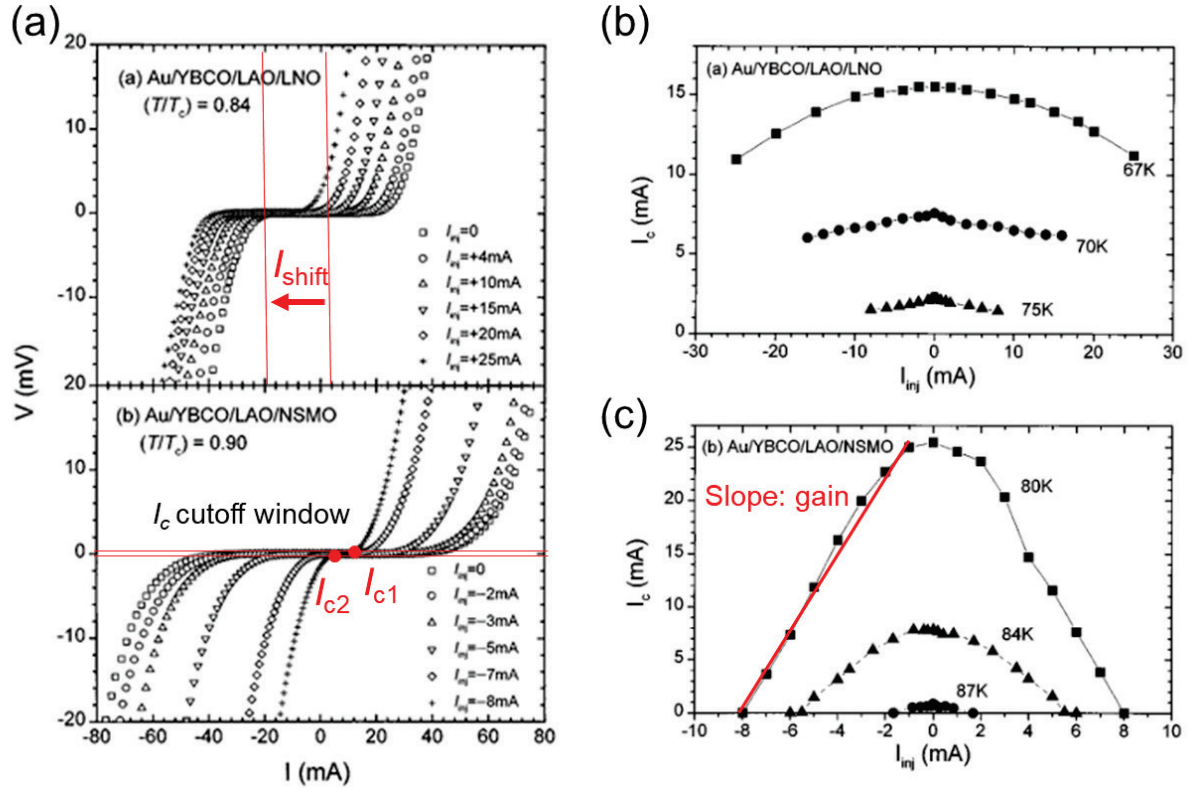 (a)
20
10
0
-10
20
10
0
-10
-20
-80
-60
-40
-20
0
20
40
60
80
V (mV)
I (mA)
(a) Au/YBCO/LAO/LNO
(T/Tc) = 0.84
Ishift
Iinj=0
Iinj=+4mA
Iinj=+10mA
Iinj=+15mA
Iinj=+20mA
Iinj=+25mA
(b) Au/YBCO/LAO/NSMO
(T/Tc) = 0.90
Ic cutoff window
Ic2
Ic1
Iinj=0
Iinj=−2mA
Iinj=−3mA
Iinj=−5mA
Iinj=−7mA
Iinj=−8mA
(b)
(a) Au/YBCO/LAO/LNO
15
10
5
0
Ic (mA)
67K
70K
75K
-30
-20
-10
0
10
20
30
Iinj (mA)
(c)
(b) Au/YBCO/LAO/NSMO
Slope: gain
25
20
25
10
5
0
Ic (mA)
80K
84K
87K
-10
-8
-6
-4
-2
0
2
4
6
8
10
Iinj (mA)